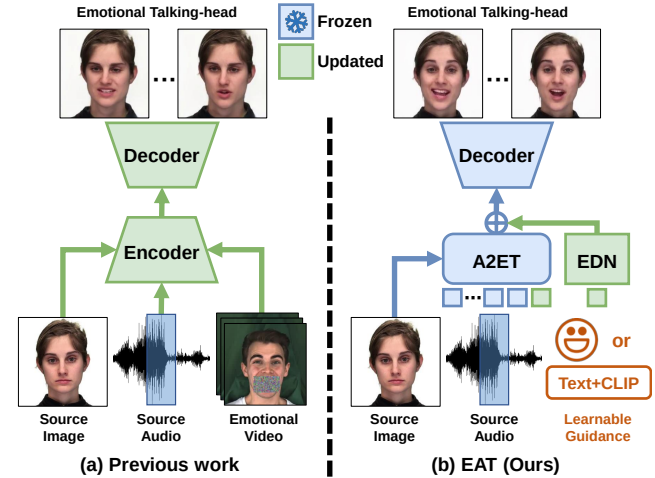 Emotional Talking-head
Frozen
Updated
Emotional Talking-head
...
...
Decoder
Decoder
Encoder
A2ET
EDN
...
or
Text+CLIP
Source
Image
Source
Audio
Emotional
Video
Source
Image
Source
Audio
Learnable
Guidance
(a) Previous work
(b) EAT (Ours)